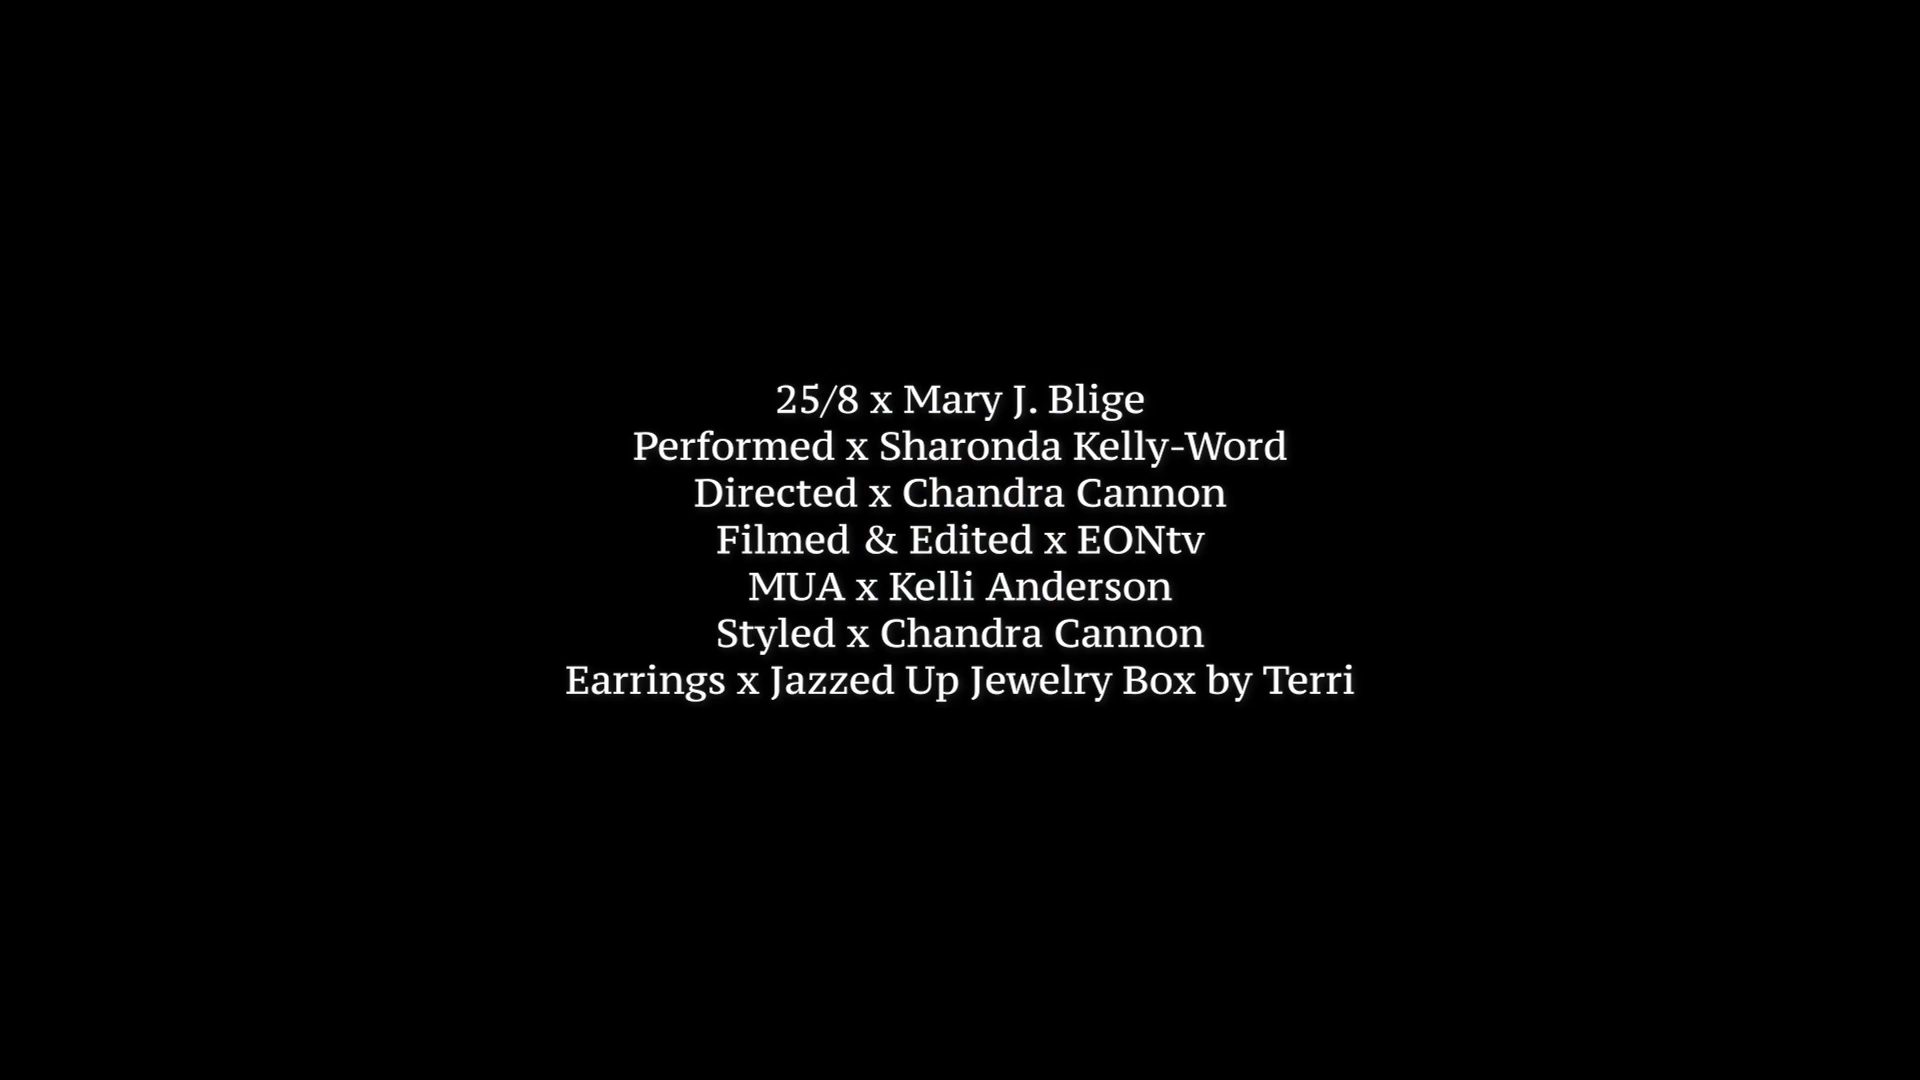 25/8 x Mary J. Blige
Performed x Sharonda Kelly-Word
Directed x Chandra Cannon
Filmed & Edited x EONtv
MUA x Kelli Anderson
Styled x Chandra Cannon
Earrings x Jazzed Up Jewelry Box by Terri